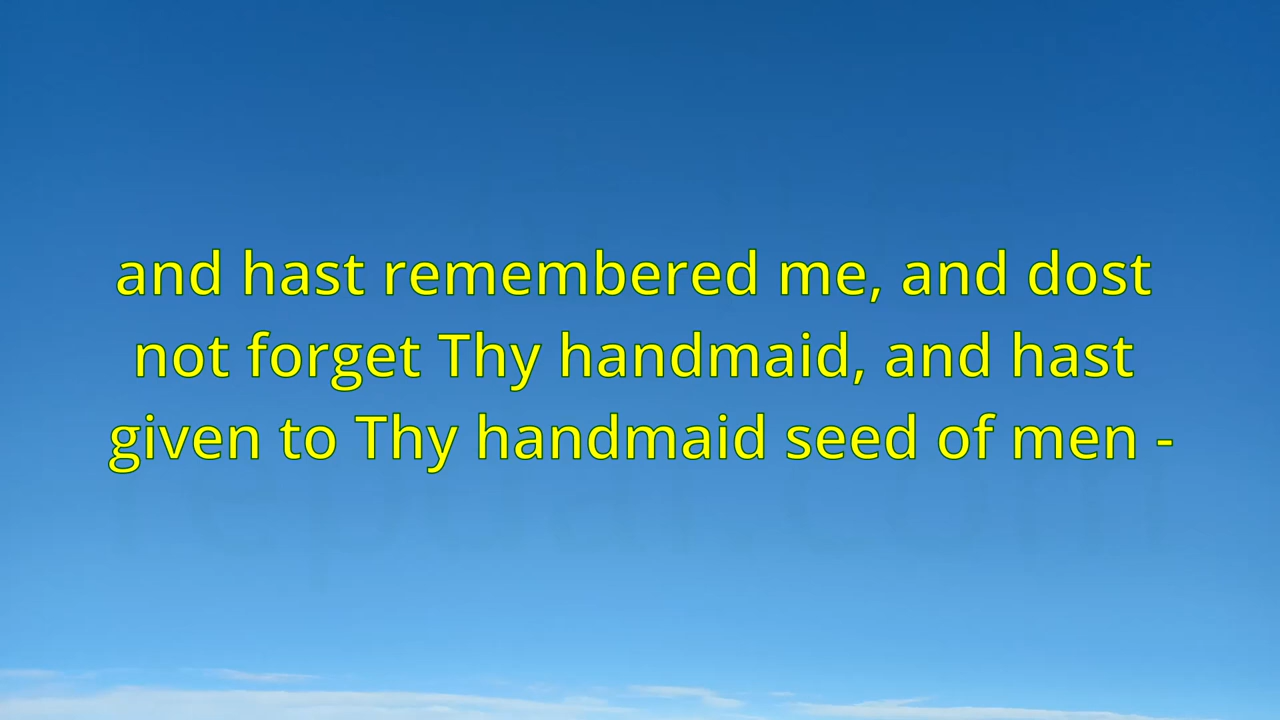 and hast remembered me, and dost
not forget Thy handmaid, and hast
given to Thy handmaid seed of men -